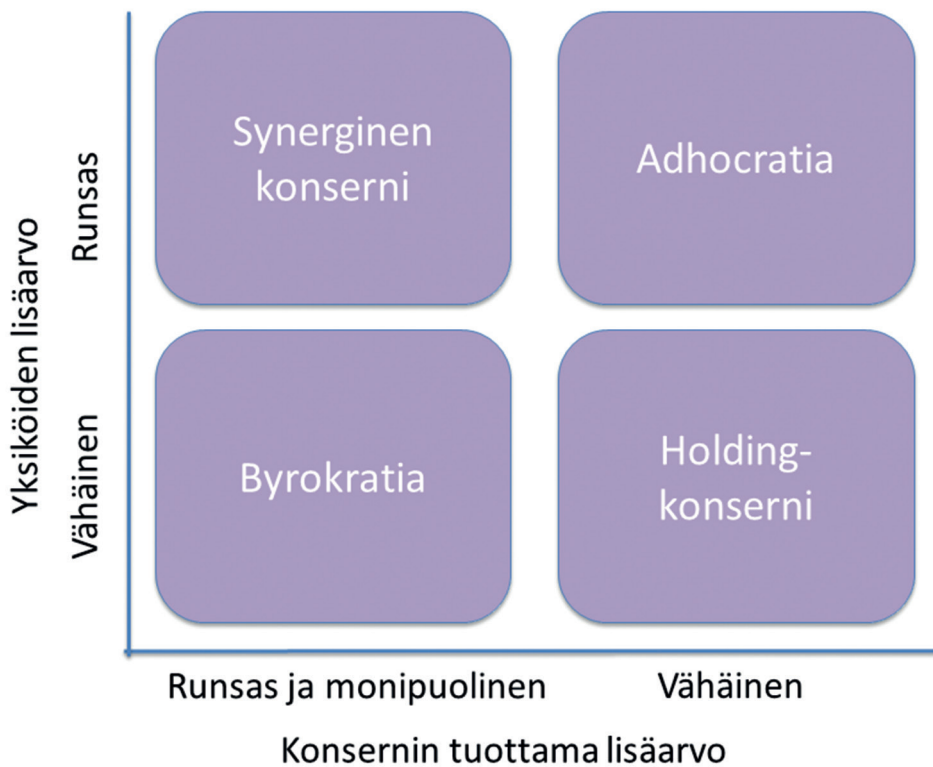 Yksiköiden lisäarvo
Runsas
Vähäinen
Synerginen
konserni
Adhocratia
Byrokratia
Holding-
konserni
Runsas ja monipuolinen
Vähäinen
Konsernin tuottama lisäarvo